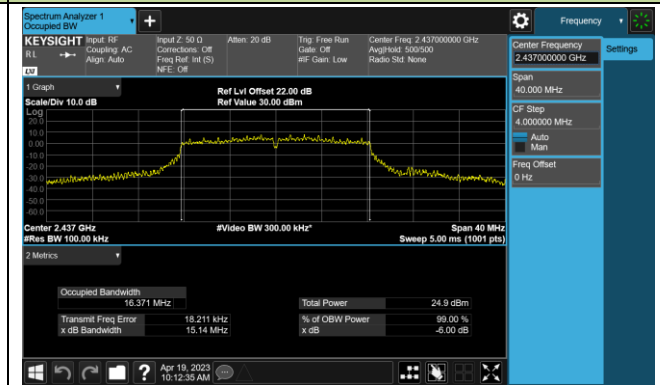 Spectrum Analyzer 1
Occupied BW
Frequency
KEYSIGHT Input: RF Input Z: 50 Ω Atten: 20 dB Trig: Free Run Center Freq: 2.437000000 GHz
RL Coupling: AC Corrections: Off Gate: Off Avg|Hold: 500/500
Align: Auto Freq Ref: Int (S) #IF Gain: Low Radio Std: None
NFE: Off
Center Frequency
2.437000000 GHz
Settings
Span
40.000 MHz
CF Step
4.000000 MHz
Auto
Man
Freq Offset
0 Hz
1 Graph
Scale/Div 10.0 dB
Ref Lvl Offset 22.00 dB
Ref Value 30.00 dBm
Log
20.0
10.0
0.00
-10.0
-20.0
-30.0
-40.0
-50.0
-60.0
Center 2.437 GHz #Video BW 300.00 kHz* Span 40 MHz
#Res BW 100.00 kHz Sweep 5.00 ms (1001 pts)
2 Metrics
Occupied Bandwidth
16.371 MHz Total Power 24.9 dBm
Transmit Freq Error 18.211 kHz % of OBW Power 99.00 %
x dB Bandwidth 15.14 MHz x dB -6.00 dB
Apr 19, 2023
10:12:35 AM